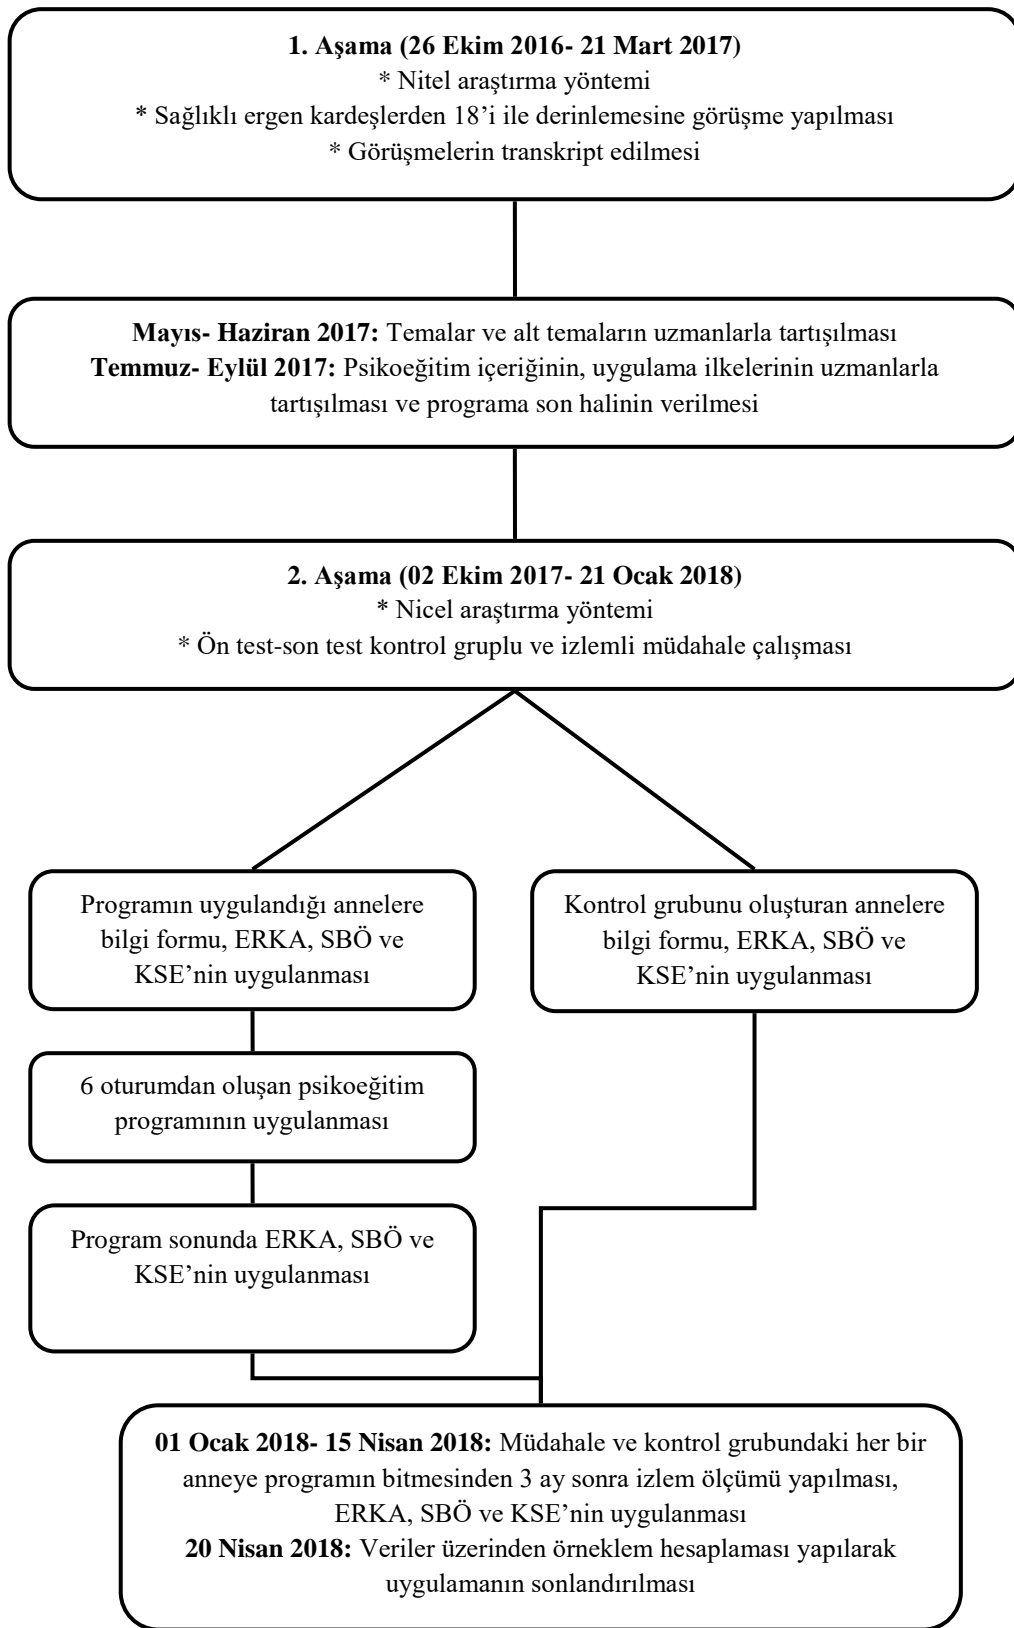 1. Aşama (26 Ekim 2016- 21 Mart 2017)
* Nitel araştırma yöntemi
* Sağlıklı ergen kardeşlerden 18’i ile derinlemesine görüşme yapılması
* Görüşmelerin transkript edilmesi
Mayıs- Haziran 2017: Temalar ve alt temaların uzmanlarla tartışılması
Temmuz- Eylül 2017: Psikoeğitim içeriğinin, uygulama ilkelerinin uzmanlarla
tartışılması ve programa son halinin verilmesi
2. Aşama (02 Ekim 2017- 21 Ocak 2018)
* Nicel araştırma yöntemi
* Ön test-son test kontrol gruplu ve izlemli müdahale çalışması
Programın uygulandığı annelere
bilgi formu, ERKA, SBÖ ve
KSE’nin uygulanması
Kontrol grubunu oluşturan annelere
bilgi formu, ERKA, SBÖ ve
KSE’nin uygulanması
6 oturumdan oluşan psikoeğitim
programının uygulanması
Program sonunda ERKA, SBÖ ve
KSE’nin uygulanması
01 Ocak 2018- 15 Nisan 2018: Müdahale ve kontrol grubundaki her bir
anneye programın bitmesinden 3 ay sonra izlem ölçümü yapılması,
ERKA, SBÖ ve KSE’nin uygulanması
20 Nisan 2018: Veriler üzerinden örneklem hesaplaması yapılarak
uygulamanın sonlandırılması